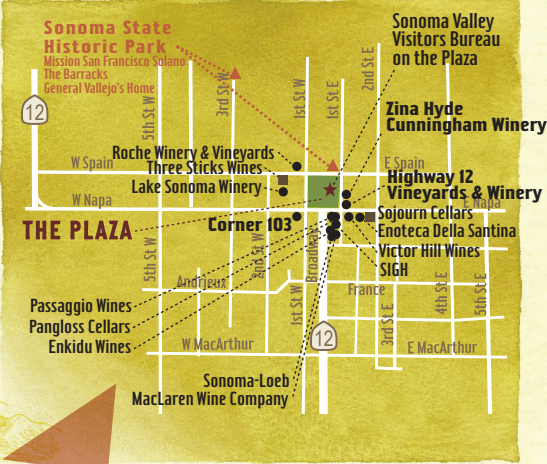 Sonoma State
Historic Park
Mission San Francisco Solano
The Barracks
General Vallejo's Home
Sonoma Valley
Visitors Bureau
on the Plaza
12
5th St W
3rd St W
1st St W
1st St E
2nd St E
Zina Hyde
Cunningham Winery
Roche Winery & Vineyards
W Spain
Three Sticks Wines
E Spain
Lake Sonoma Winery
Highway 12
Vineyards & Winery
W Napa
E Napa
THE PLAZA
Corner 103
Sojourn Cellars
Enoteca Della Santina
5th St W
2nd St W
Broadway
Victor Hill Wines
SIGH
Andrieux
France
1st St W
3rd St E
4th St E
5th St E
Passaggio Wines
Pangloss Cellars
Enkidu Wines
12
W MacArthur
E MacArthur
Sonoma-Loeb
MacLaren Wine Company